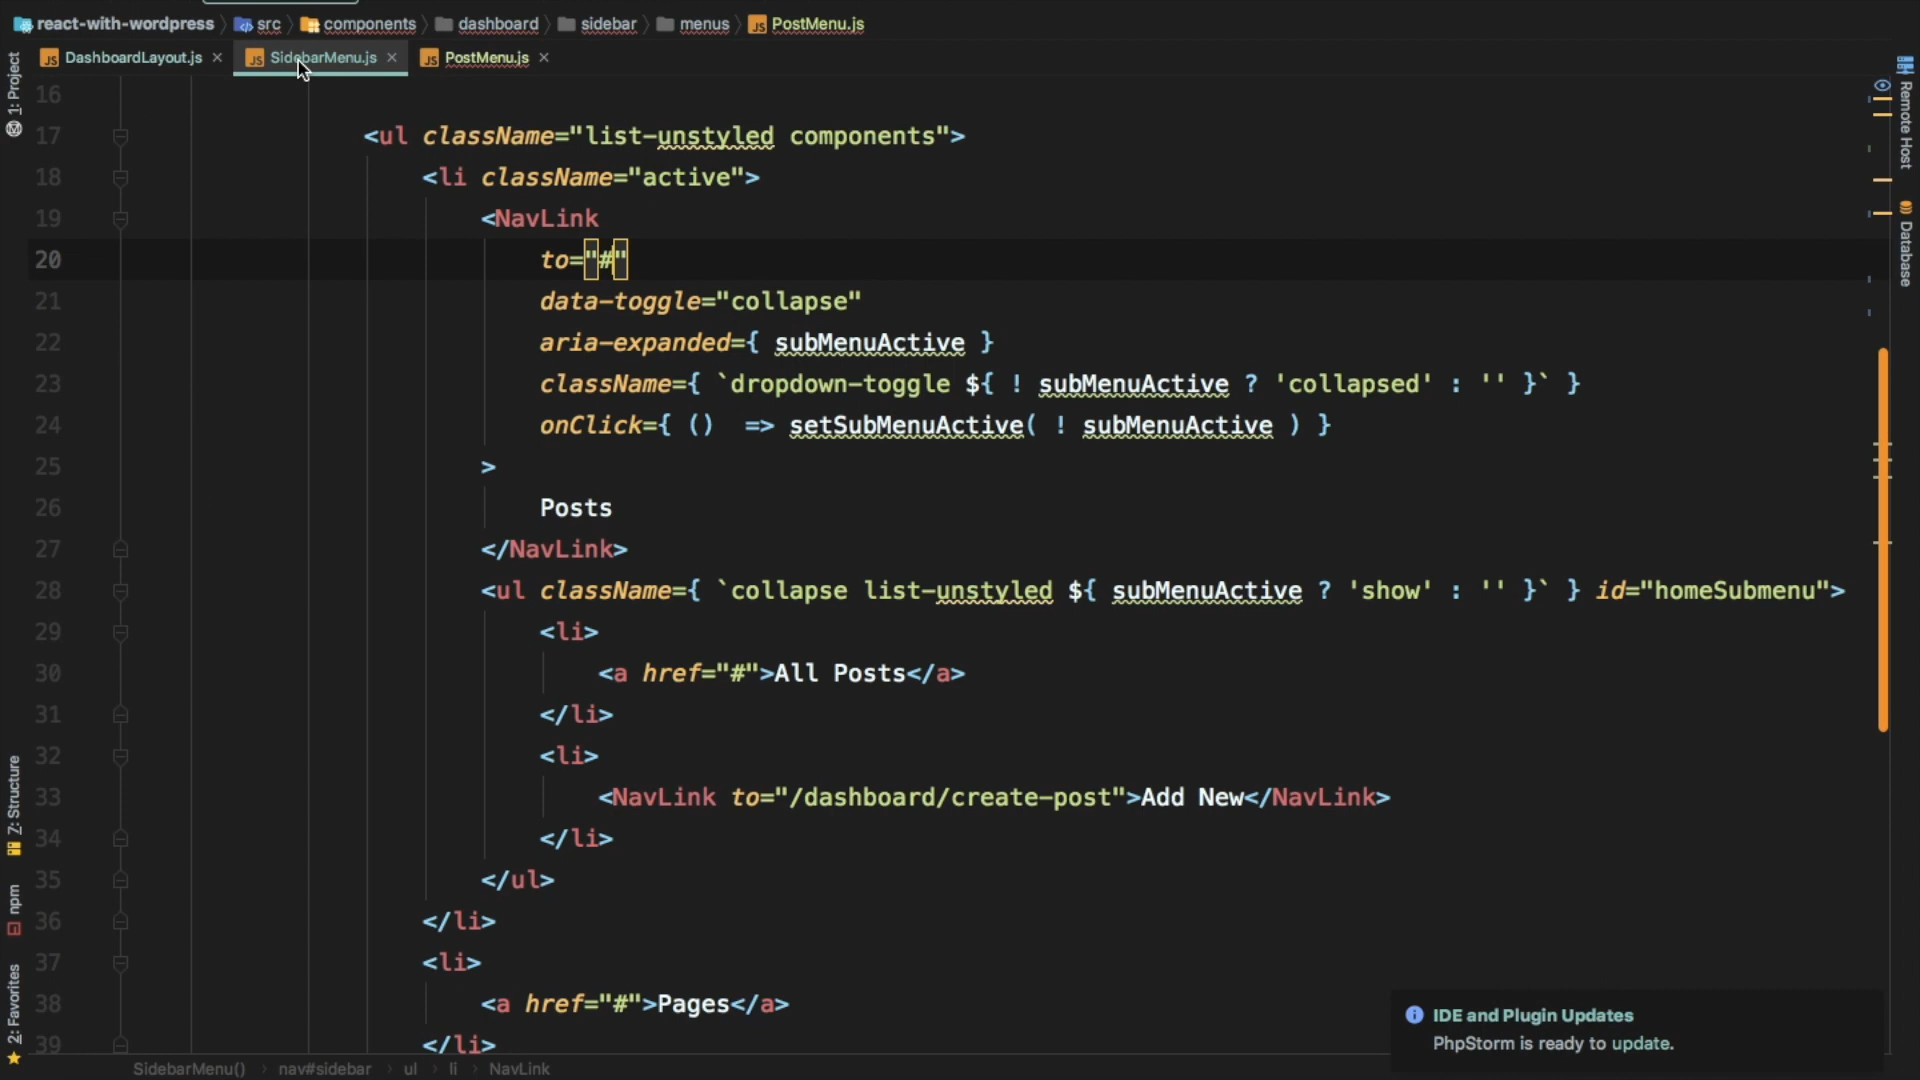 react-with-wordpress > src > components > dashboard > sidebar > menus > PostMenu.js
DashboardLayout.js × SidebarMenu.js × PostMenu.js ×
1: Project
Remote Host
Database
Z: Structure
npm
2: Favorites
16
17 <ul className="list-unstyled components">
18 <li className="active">
19 <NavLink
20 to="#"
21 data-toggle="collapse"
22 aria-expanded={ subMenuActive }
23 className={ `dropdown-toggle ${ ! subMenuActive ? 'collapsed' : '' }` }
24 onClick={ () => setSubMenuActive( ! subMenuActive ) }
25 >
26 Posts
27 </NavLink>
28 <ul className={ `collapse list-unstyled ${ subMenuActive ? 'show' : '' }` } id="homeSubmenu">
29 <li>
30 <a href="#">All Posts</a>
31 </li>
32 <li>
33 <NavLink to="/dashboard/create-post">Add New</NavLink>
34 </li>
35 </ul>
36 </li>
37 <li>
38 <a href="#">Pages</a>
39 </li>
IDE and Plugin Updates
PhpStorm is ready to update.
SidebarMenu() > nav#sidebar > ul > li > NavLink